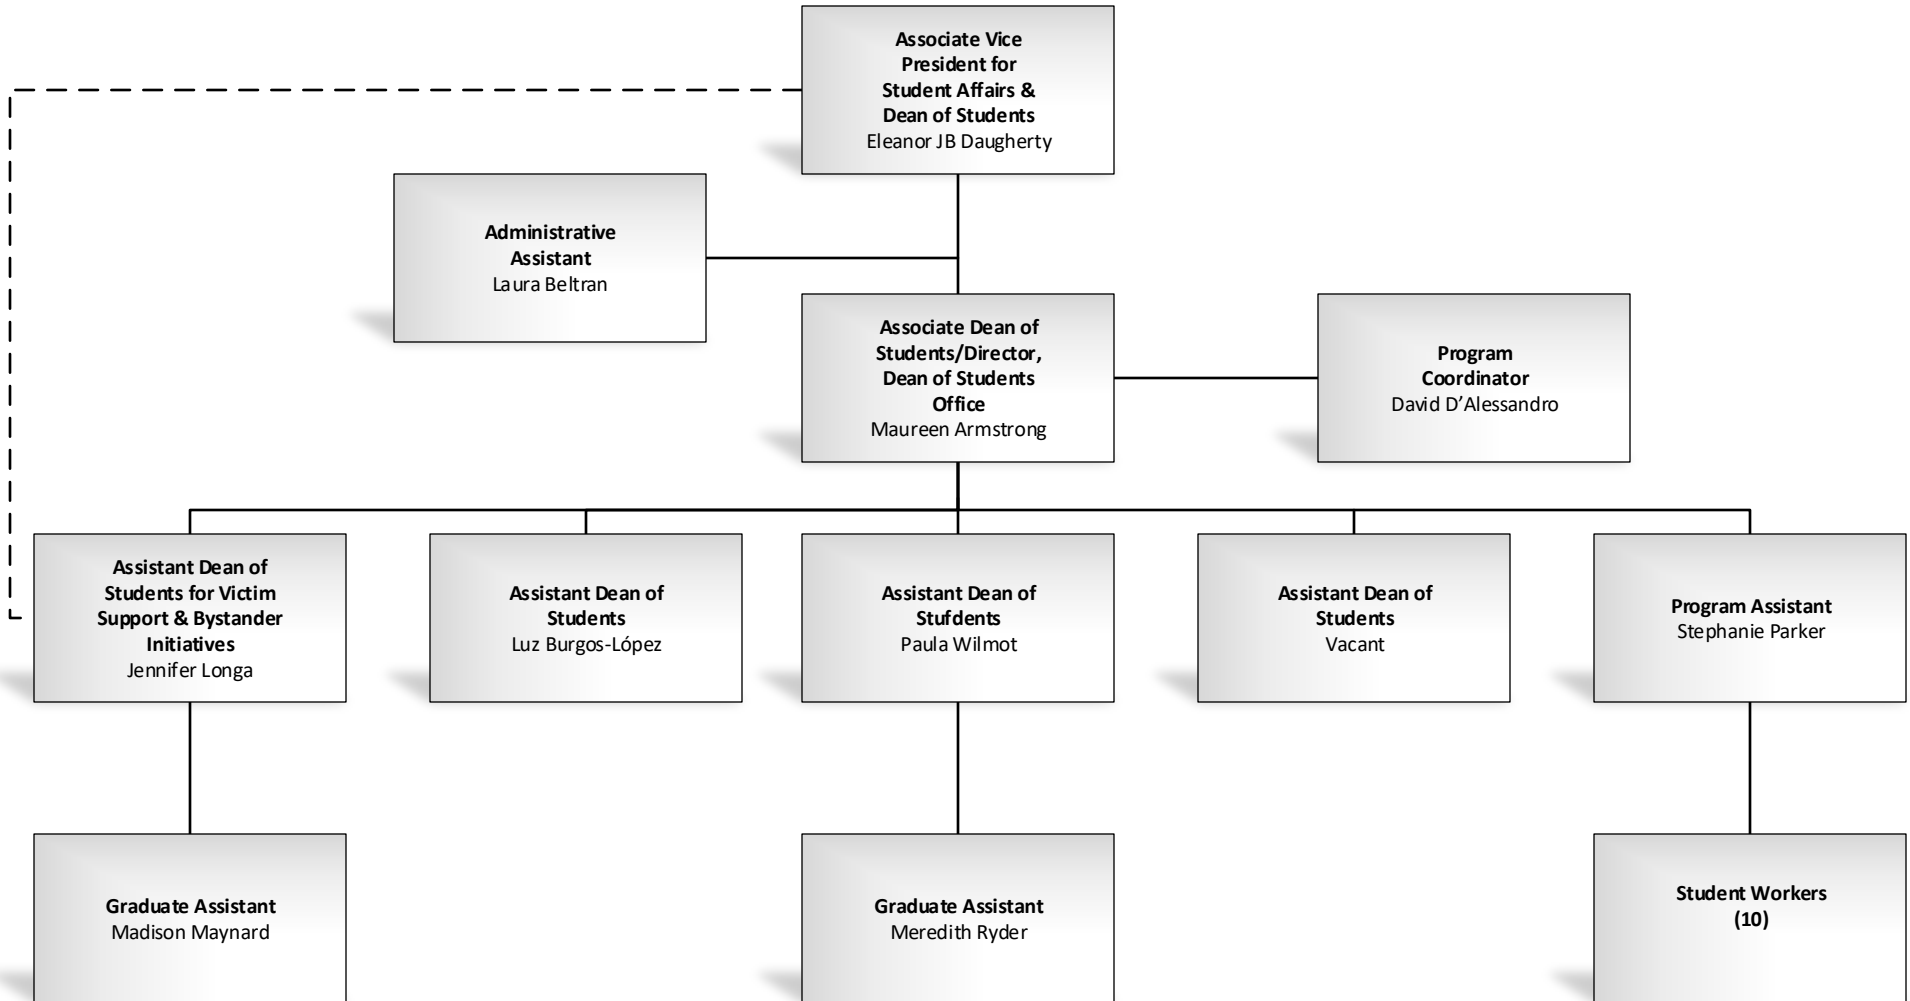 Associate Vice
President for
Student Affairs &
Dean of Students
Eleanor JB Daugherty
Administrative
Assistant
Laura Beltran
Associate Dean of
Students/Director,
Dean of Students
Office
Maureen Armstrong
Program
Coordinator
David D’Alessandro
Assistant Dean of
Students for Victim
Support & Bystander
Initiatives
Jennifer Longa
Assistant Dean of
Students
Luz Burgos-López
Assistant Dean of
Stufdents
Paula Wilmot
Assistant Dean of
Students
Vacant
Program Assistant
Stephanie Parker
Graduate Assistant
Madison Maynard
Graduate Assistant
Meredith Ryder
Student Workers
(10)